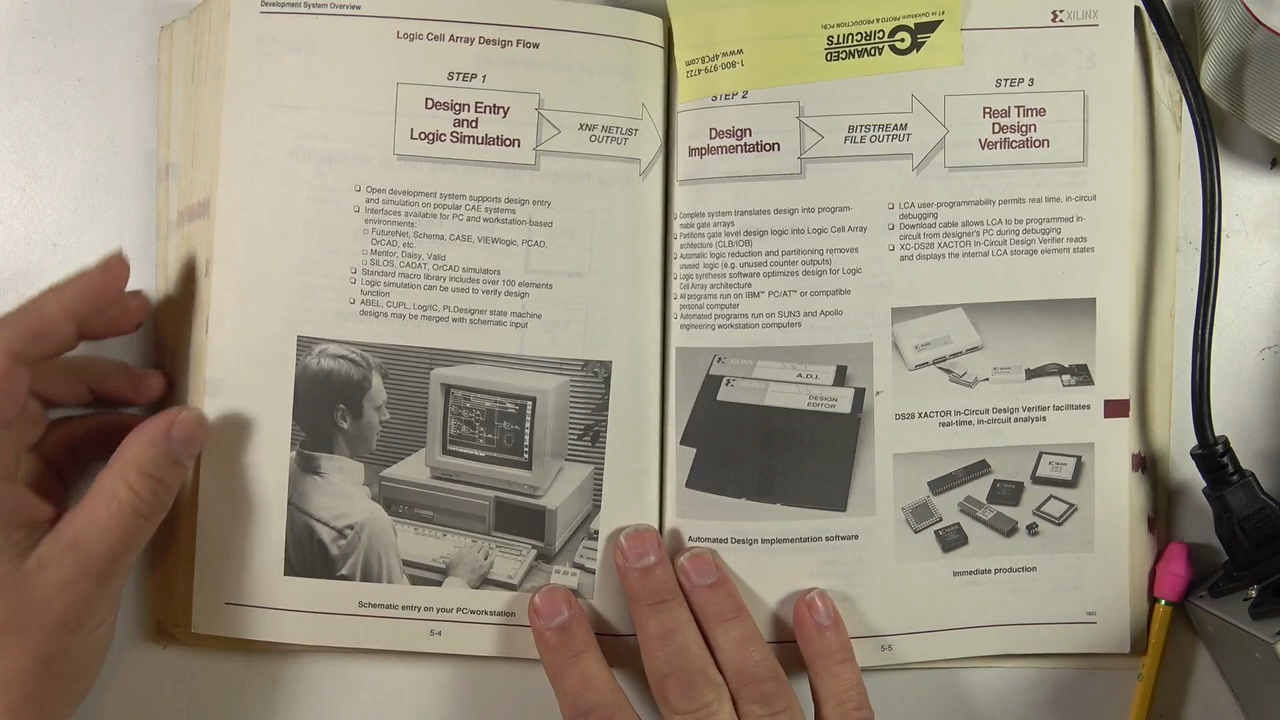 Development System Overview
Logic Cell Array Design Flow
STEP 1
Design Entry
and
Logic Simulation
XNF NETLIST
OUTPUT
❏ Open development system supports design entry
and simulation on popular CAE systems
❏ Interfaces available for PC and workstation-based
environments:
□ FutureNet, Schema, CASE, VIEWlogic, PCAD,
OrCAD, etc.
□ Mentor, Daisy, Valid
□ SILOS, CADAT, OrCAD simulators
❏ Standard macro library includes over 100 elements
❏ Logic simulation can be used to verify design
function
❏ ABEL, CUPL, Log/IC, PLDesigner state machine
designs may be merged with schematic input
Schematic entry on your PC/workstation
5-4
#1 in Quickturn PROTO & PRODUCTION PCBs
ADVANCED
CIRCUITS
1-800-979-4722
www.4PCB.com
XILINX
STEP 2
Design
Implementation
BITSTREAM
FILE OUTPUT
STEP 3
Real Time
Design
Verification
❏ Complete system translates design into program-
mable gate arrays
❏ Partitions gate level design logic into Logic Cell Array
architecture (CLB/IOB)
❏ Automatic logic reduction and partitioning removes
unused logic (e.g. unused counter outputs)
❏ Logic synthesis software optimizes design for Logic
Cell Array architecture
❏ All programs run on IBM™ PC/AT™ or compatible
personal computer
❏ Automated programs run on SUN3 and Apollo
engineering workstation computers
XILINX
A.D.I.
XILINX
DESIGN
EDITOR
Automated Design Implementation software
❏ LCA user-programmability permits real time, in-circuit
debugging
❏ Download cable allows LCA to be programmed in-
circuit from designer's PC during debugging
❏ XC-DS28 XACTOR In-Circuit Design Verifier reads
and displays the internal LCA storage element states
DS28 XACTOR In-Circuit Design Verifier facilitates
real-time, in-circuit analysis
XILINX
Immediate production
1955
5-5